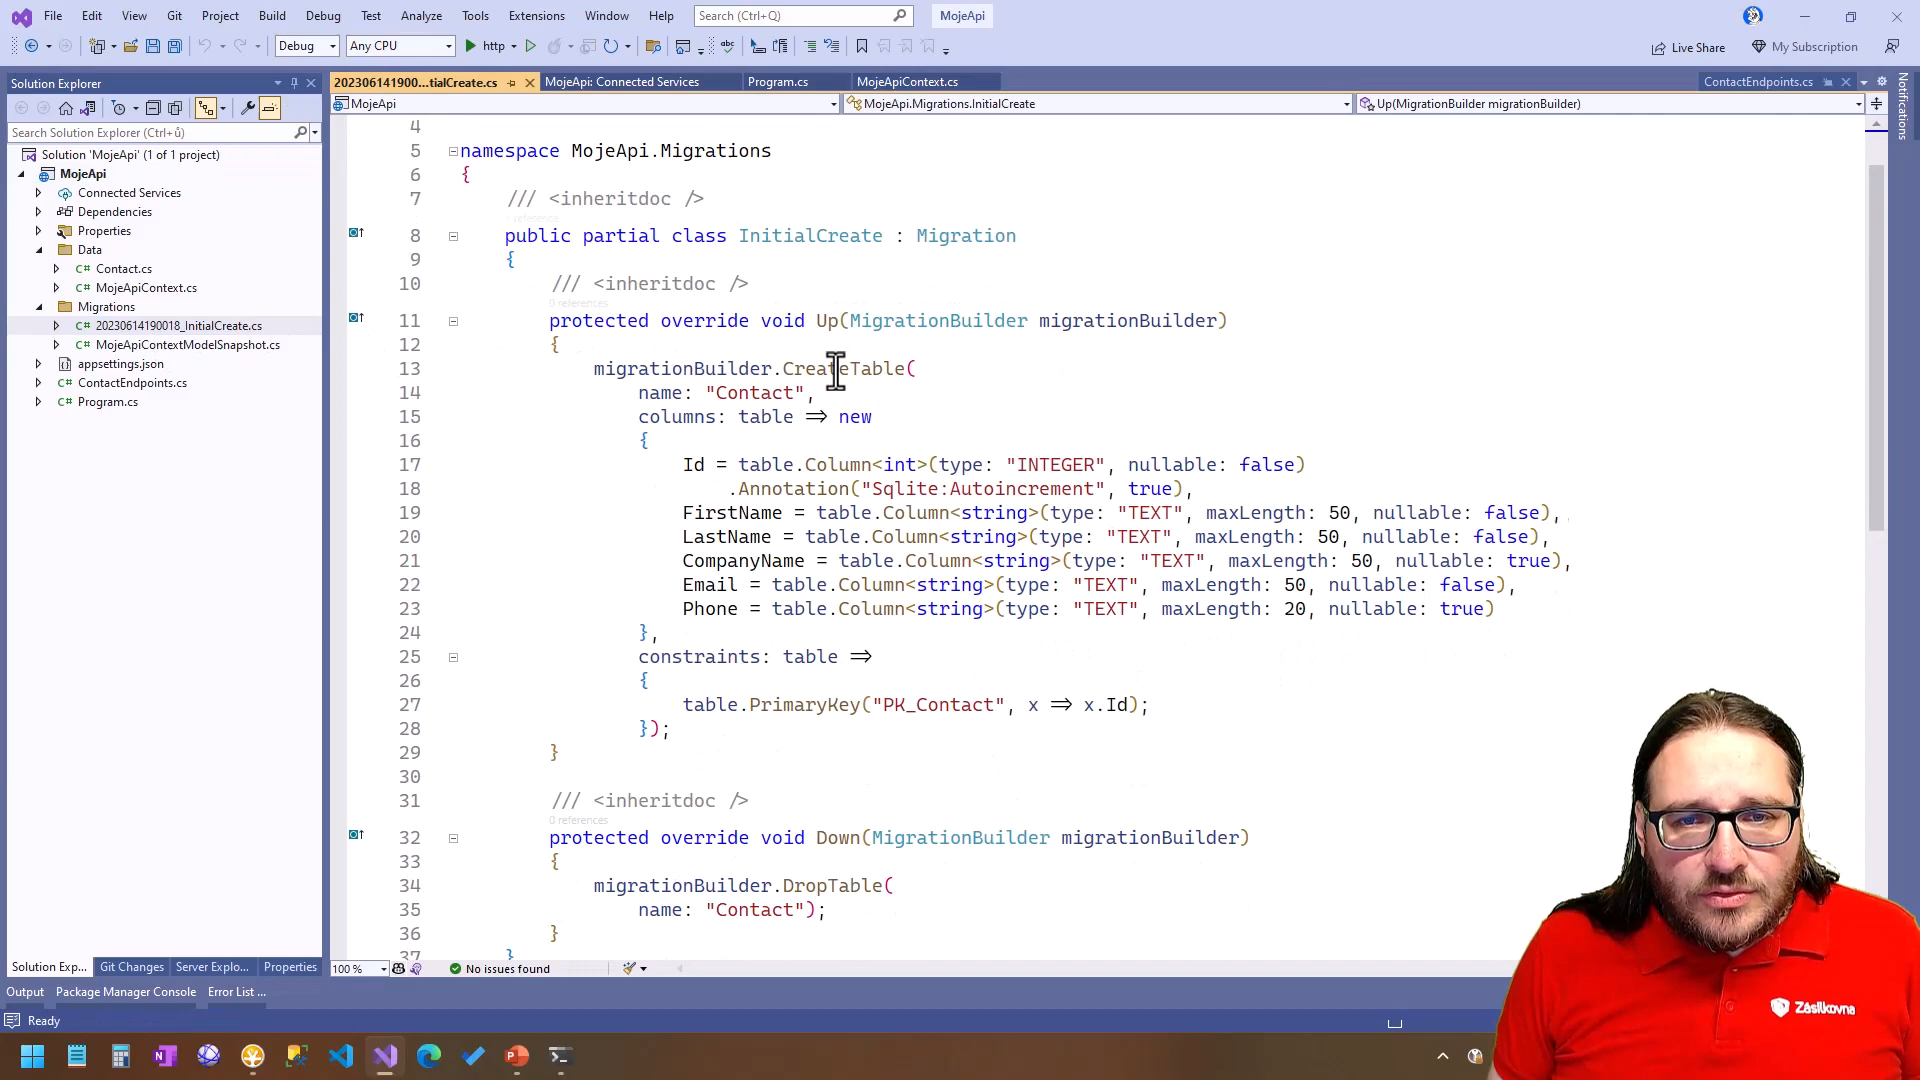 File Edit View Git Project Build Debug Test Analyze Tools Extensions Window Help Search (Ctrl+Q) MojeApi
Debug Any CPU http Live Share My Subscription
Solution Explorer
Search Solution Explorer (Ctrl+ů)
Solution 'MojeApi' (1 of 1 project)
MojeApi
Connected Services
Dependencies
Properties
Data
Contact.cs
MojeApiContext.cs
Migrations
20230614190018_InitialCreate.cs
MojeApiContextModelSnapshot.cs
appsettings.json
ContactEndpoints.cs
Program.cs
Solution Exp... Git Changes Server Explo... Properties
202306141900...tialCreate.cs MojeApi: Connected Services Program.cs MojeApiContext.cs ContactEndpoints.cs
Notifications
MojeApi MojeApi.Migrations.InitialCreate Up(MigrationBuilder migrationBuilder)
4
5 namespace MojeApi.Migrations
6 {
7 /// <inheritdoc />
8 public partial class InitialCreate : Migration
9 {
10 /// <inheritdoc />
0 references
11 protected override void Up(MigrationBuilder migrationBuilder)
12 {
13 migrationBuilder.CreateTable(
14 name: "Contact",
15 columns: table => new
16 {
17 Id = table.Column<int>(type: "INTEGER", nullable: false)
18 .Annotation("Sqlite:Autoincrement", true),
19 FirstName = table.Column<string>(type: "TEXT", maxLength: 50, nullable: false),
20 LastName = table.Column<string>(type: "TEXT", maxLength: 50, nullable: false),
21 CompanyName = table.Column<string>(type: "TEXT", maxLength: 50, nullable: true),
22 Email = table.Column<string>(type: "TEXT", maxLength: 50, nullable: false),
23 Phone = table.Column<string>(type: "TEXT", maxLength: 20, nullable: true)
24 },
25 constraints: table =>
26 {
27 table.PrimaryKey("PK_Contact", x => x.Id);
28 });
29 }
30
31 /// <inheritdoc />
0 references
32 protected override void Down(MigrationBuilder migrationBuilder)
33 {
34 migrationBuilder.DropTable(
35 name: "Contact");
36 }
37 }
100 % No issues found
Output Package Manager Console Error List ...
Ready
Zásilkovna